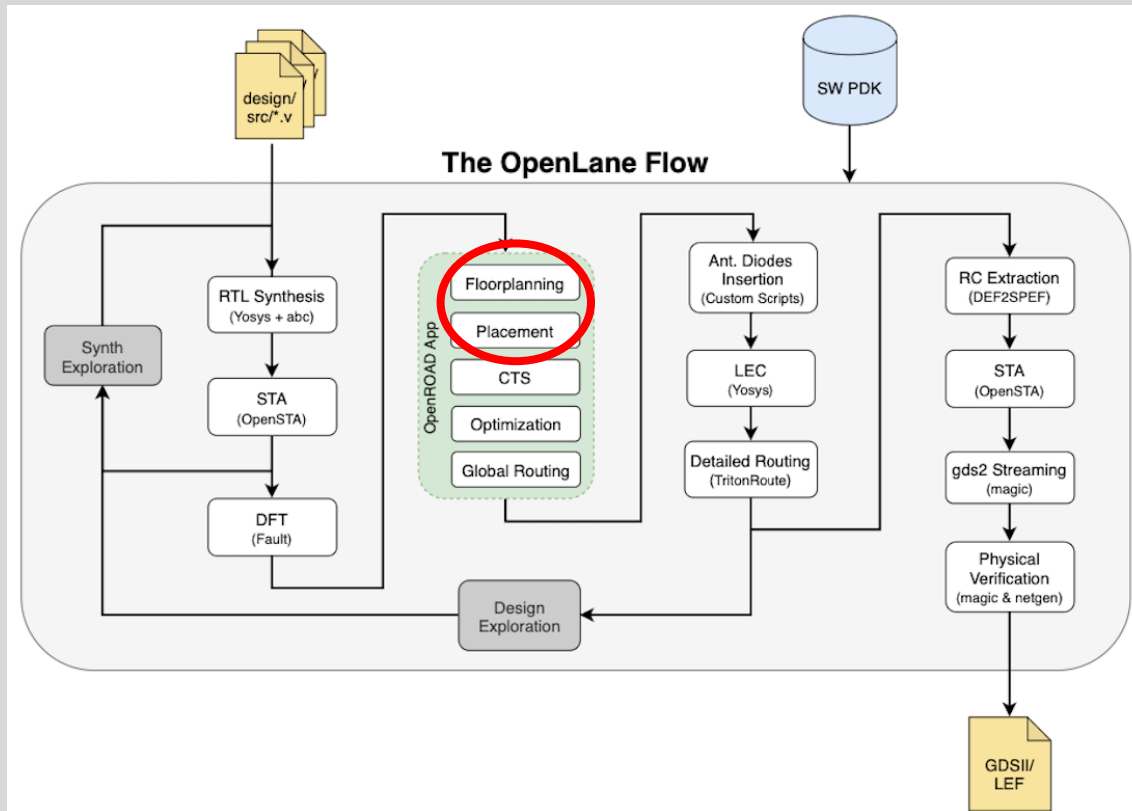 design/
src/*.v
SW PDK
The OpenLane Flow
Synth
Exploration
RTL Synthesis
(Yosys + abc)
STA
(OpenSTA)
DFT
(Fault)
OpenROAD App
Floorplanning
Placement
CTS
Optimization
Global Routing
Ant. Diodes
Insertion
(Custom Scripts)
LEC
(Yosys)
Detailed Routing
(TritonRoute)
Design
Exploration
RC Extraction
(DEF2SPEF)
STA
(OpenSTA)
gds2 Streaming
(magic)
Physical
Verification
(magic & netgen)
GDSII/
LEF